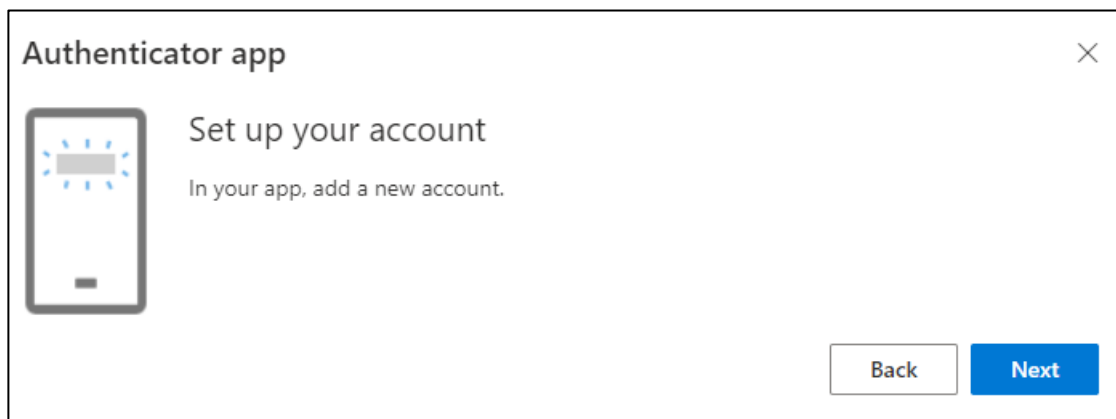 Authenticator app
Set up your account
In your app, add a new account.
Back
Next